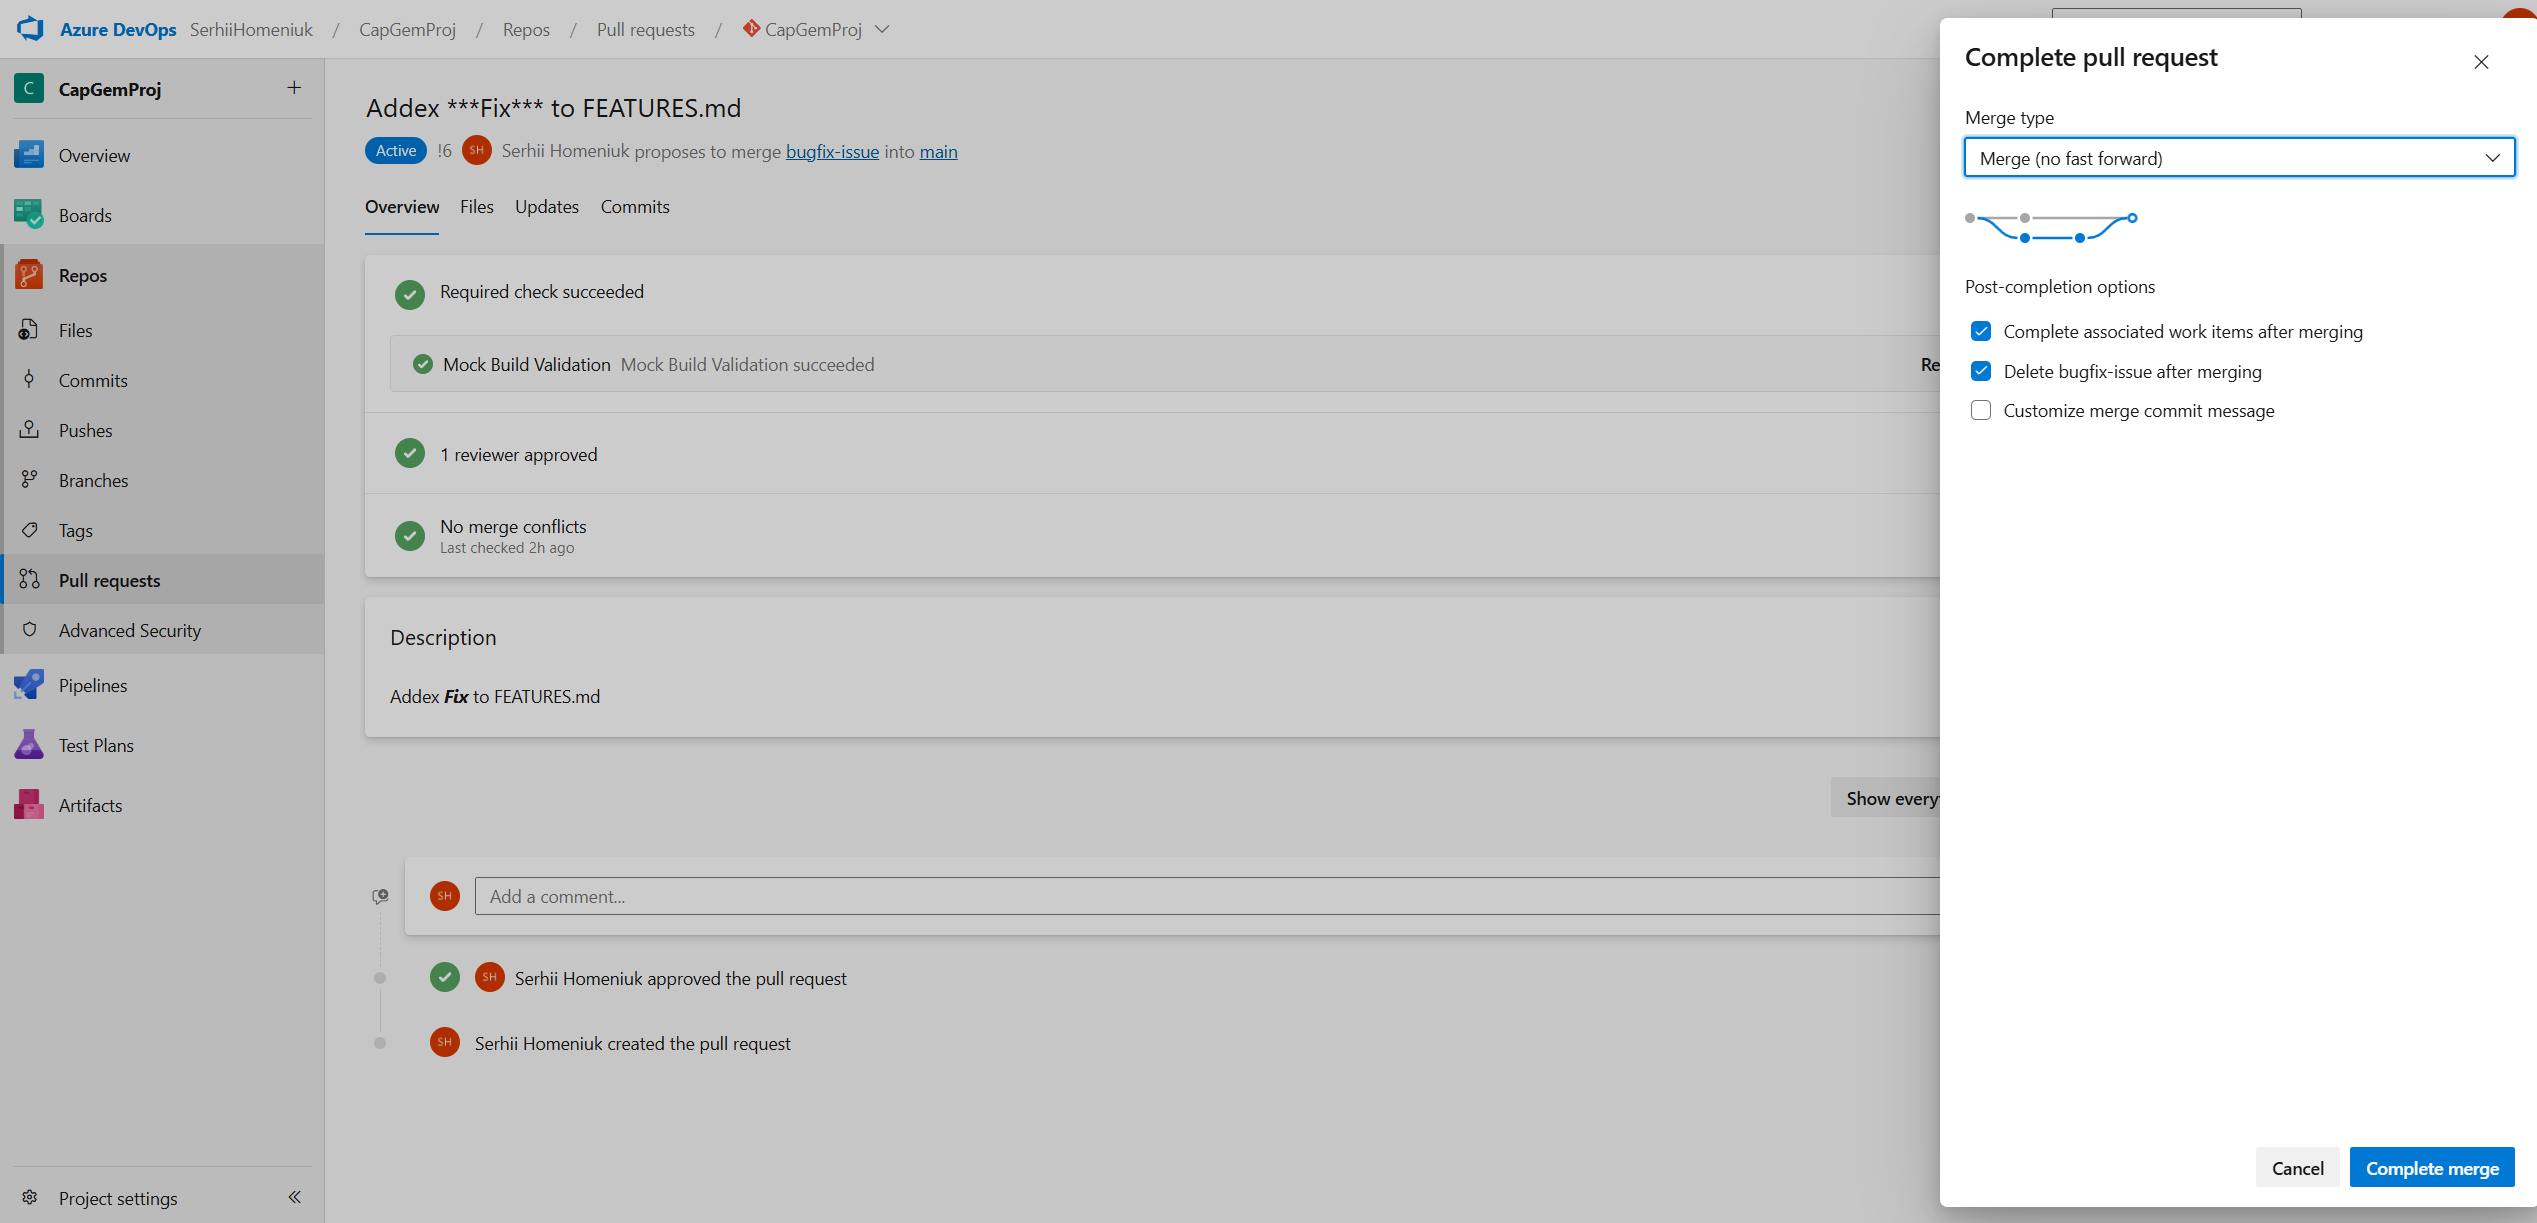 Azure DevOps SerhiiHomeniuk / CapGemProj / Repos / Pull requests / CapGemProj
C CapGemProj +
Overview
Boards
Repos
Files
Commits
Pushes
Branches
Tags
Pull requests
Advanced Security
Pipelines
Test Plans
Artifacts
Project settings
Addex ***Fix*** to FEATURES.md
Active !6 SH Serhii Homeniuk proposes to merge bugfix-issue into main
Overview Files Updates Commits
Required check succeeded
Mock Build Validation Mock Build Validation succeeded Re
1 reviewer approved
No merge conflicts
Last checked 2h ago
Description
Addex Fix to FEATURES.md
Show every
SH Add a comment...
SH Serhii Homeniuk approved the pull request
SH Serhii Homeniuk created the pull request
Complete pull request
Merge type
Merge (no fast forward)
Post-completion options
Complete associated work items after merging
Delete bugfix-issue after merging
Customize merge commit message
Cancel Complete merge